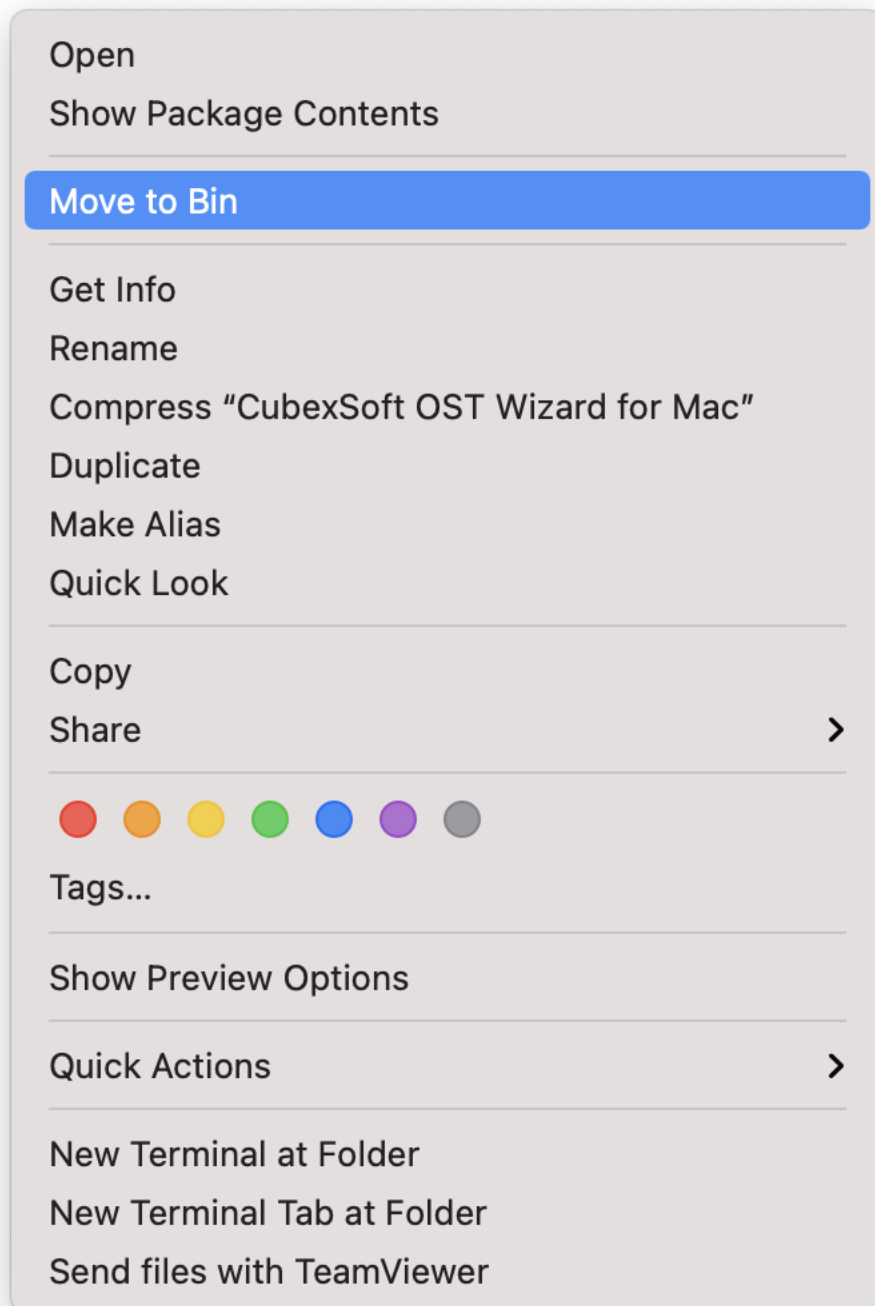 Open
Show Package Contents
Move to Bin
Get Info
Rename
Compress “CubexSoft OST Wizard for Mac”
Duplicate
Make Alias
Quick Look
Copy
Share
Tags...
Show Preview Options
Quick Actions
New Terminal at Folder
New Terminal Tab at Folder
Send files with TeamViewer